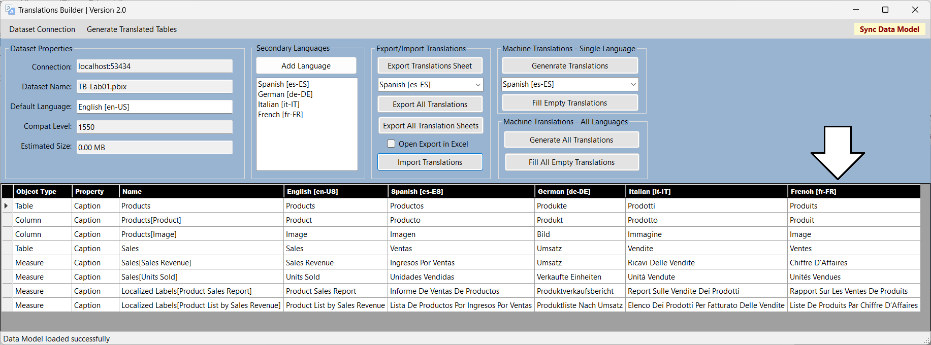 Translations Builder | Version 2.0
Dataset Connection Generate Translated Tables Sync Data Model
Dataset Properties
Connection: localhost:53434
Dataset Name: TB-Lab01.pbix
Default Language: English [en-US]
Compat Level: 1550
Estimated Size: 0.00 MB
Secondary Languages
Add Language
Spanish [es-ES]
German [de-DE]
Italian [it-IT]
French [fr-FR]
Export/Import Translations
Export Translations Sheet
Spanish [es-ES]
Export All Translations
Export All Translation Sheets
Open Export in Excel
Import Translations
Machine Translations - Single Language
Genenrate Translations
Spanish [es-ES]
Fill Empty Translations
Machine Translations - All Languages
Generate All Translations
Fill All Empty Translations
Object Type Property Name English [en-US] Spanish [es-ES] German [de-DE] Italian [it-IT] French [fr-FR]
Table Caption Products Products Productos Produkte Prodotti Produits
Column Caption Products[Product] Product Producto Produkt Prodotto Produit
Column Caption Products[Image] Image Imagen Bild Immagine Image
Table Caption Sales Sales Ventas Umsatz Vendite Ventes
Measure Caption Sales[Sales Revenue] Sales Revenue Ingresos Por Ventas Umsatz Ricavi Delle Vendite Chiffre D'Affaires
Measure Caption Sales[Units Sold] Units Sold Unidades Vendidas Verkaufte Einheiten Unità Vendute Unités Vendues
Measure Caption Localized Labels[Product Sales Report] Product Sales Report Informe De Ventas De Productos Produktverkaufsbericht Report Sulle Vendite Dei Prodotti Rapport Sur Les Ventes De Produits
Measure Caption Localized Labels[Product List by Sales Revenue] Product List by Sales Revenue Lista De Productos Por Ingresos Por Ventas Produktliste Nach Umsatz Elenco Dei Prodotti Per Fatturato Delle Vendite Liste De Produits Par Chiffre D'Affaires
Data Model loaded successfully